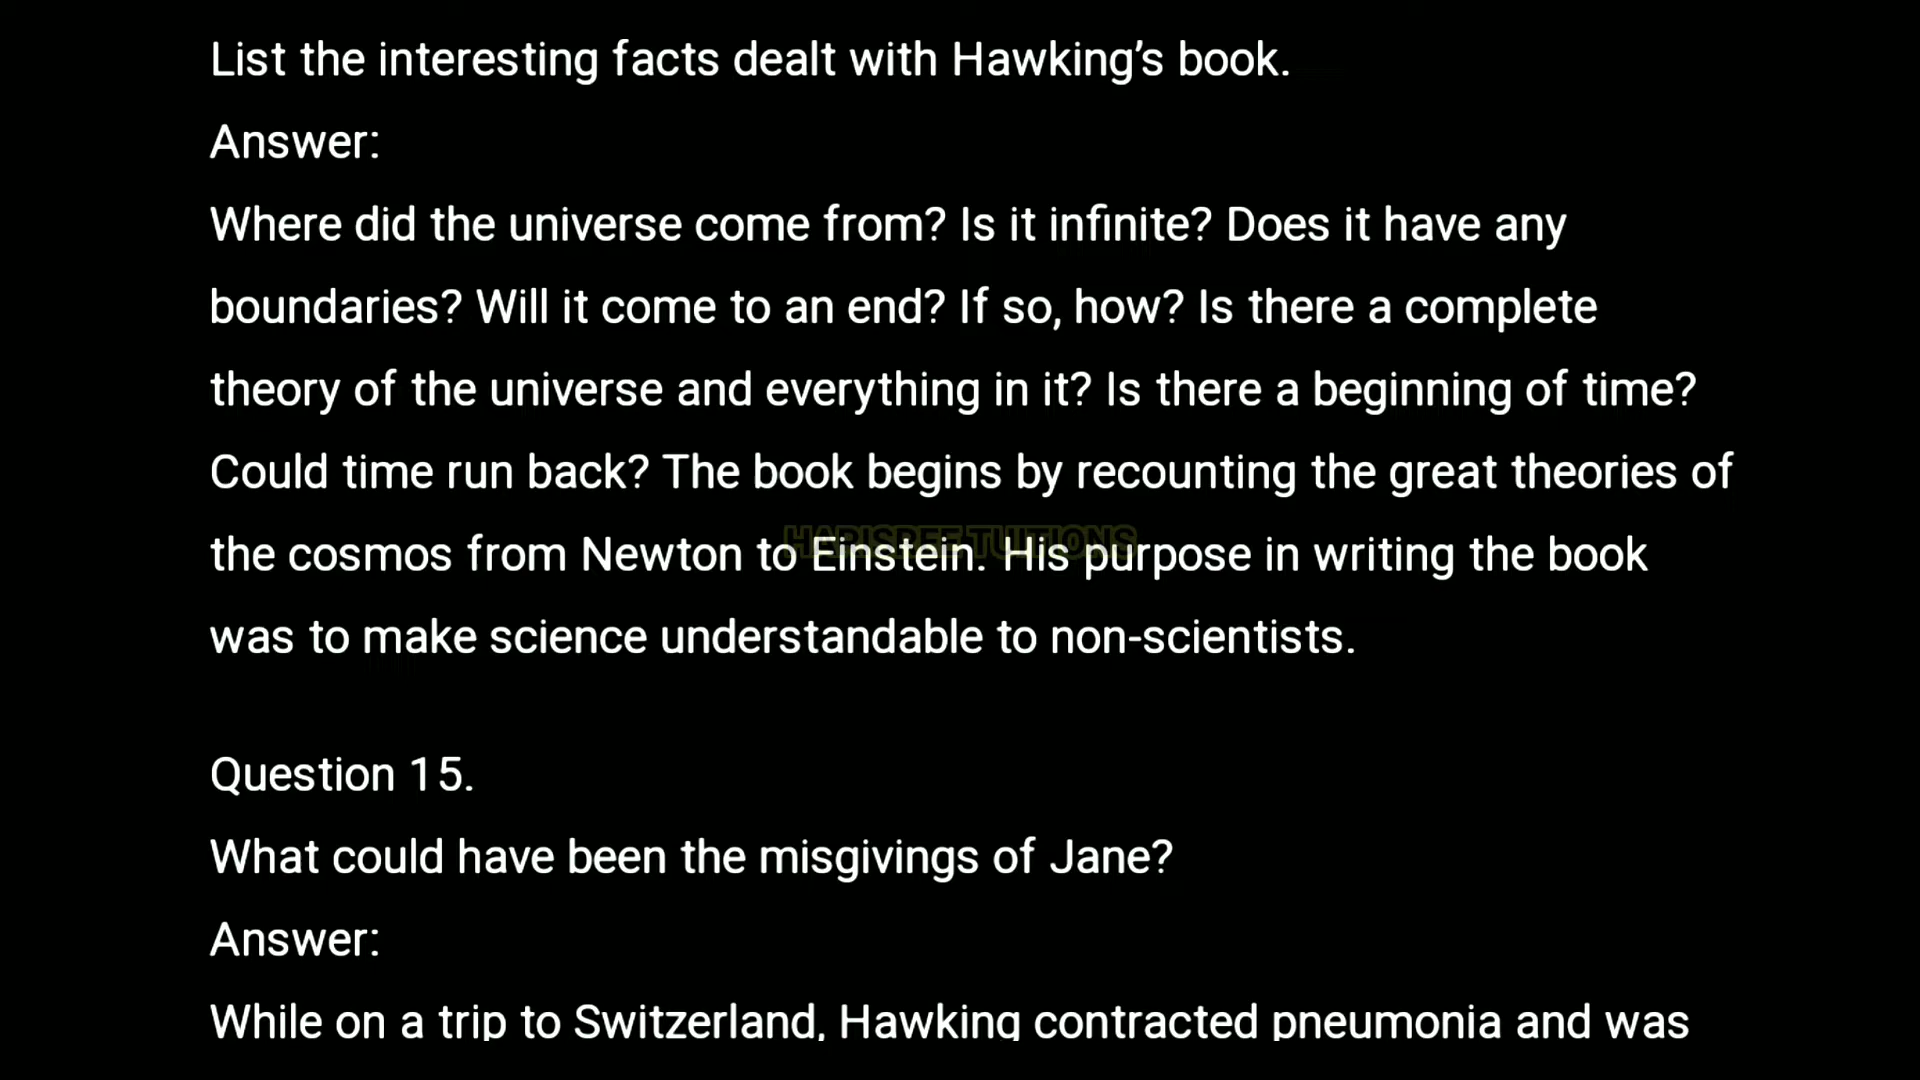 List the interesting facts dealt with Hawking’s book.
Answer:
Where did the universe come from? Is it infinite? Does it have any
boundaries? Will it come to an end? If so, how? Is there a complete
theory of the universe and everything in it? Is there a beginning of time?
Could time run back? The book begins by recounting the great theories of
HARISREE TUITIONS
the cosmos from Newton to Einstein. His purpose in writing the book
was to make science understandable to non-scientists.
Question 15.
What could have been the misgivings of Jane?
Answer:
While on a trip to Switzerland, Hawking contracted pneumonia and was